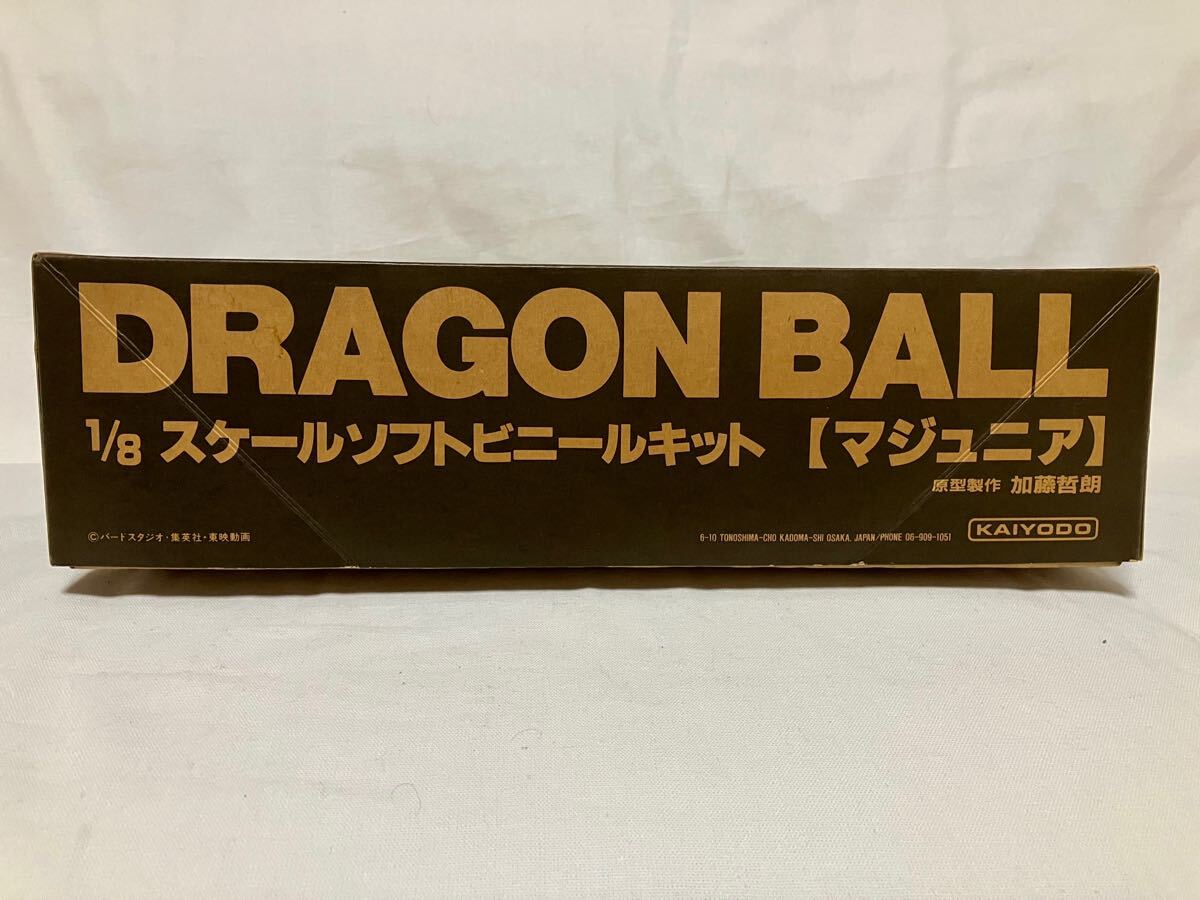 DRAGON BALL
1/8 スケールソフトビニールキット 【マジュニア】
原型製作 加藤哲朗
©バードスタジオ・集英社・東映動画
6-10 TONOSHIMA-CHO KADOMA-SHI OSAKA, JAPAN/PHONE 06-909-1051
KAIYODO